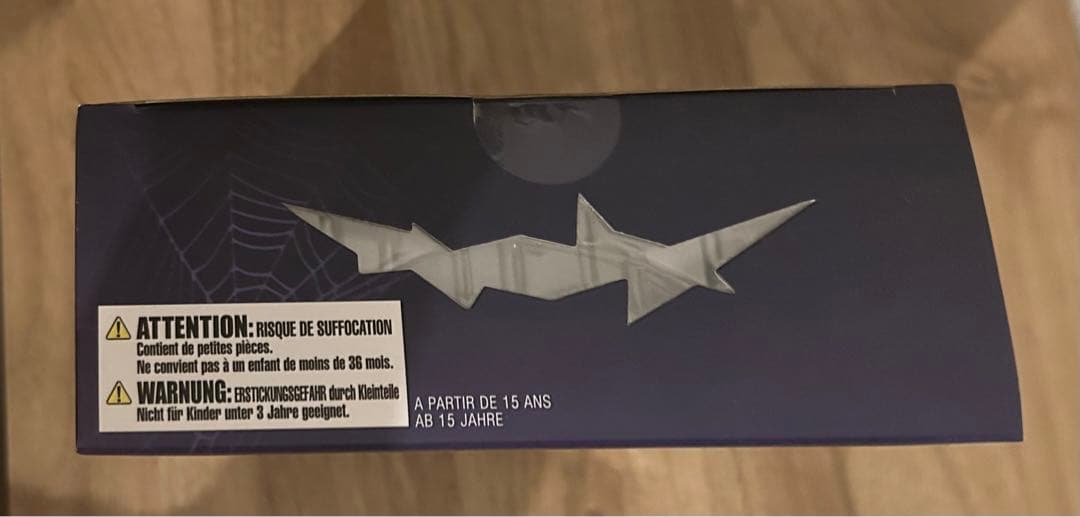 ATTENTION: RISQUE DE SUFFOCATION
Contient de petites pièces.
Ne convient pas à un enfant de moins de 36 mois.
WARNUNG: ERSTICKUNGSGEFAHR durch Kleinteile
Nicht für Kinder unter 3 Jahre geeignet.
A PARTIR DE 15 ANS
AB 15 JAHRE